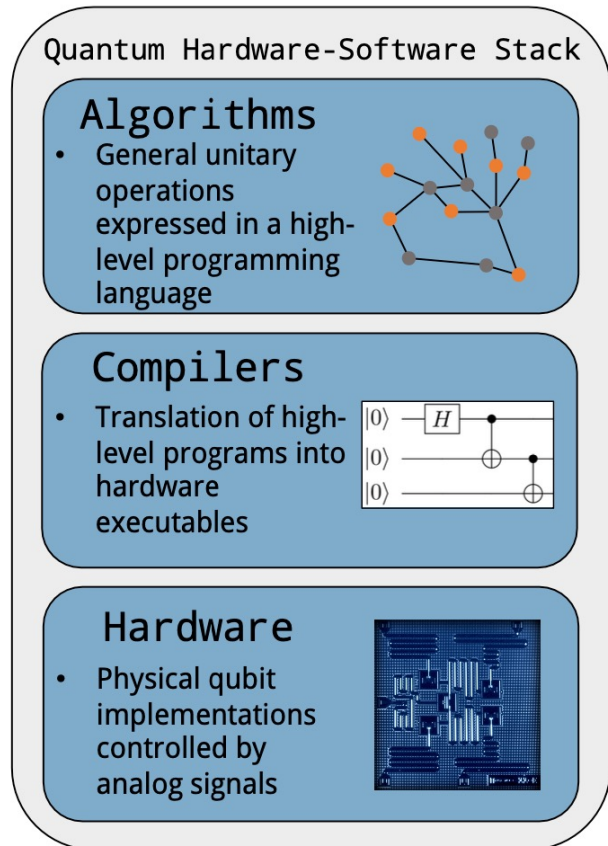 Quantum Hardware-Software Stack
Algorithms
• General unitary
operations
expressed in a high-
level programming
language
Compilers
• Translation of high-
level programs into
hardware
executables
|0⟩ H
|0⟩
|0⟩
Hardware
• Physical qubit
implementations
controlled by
analog signals